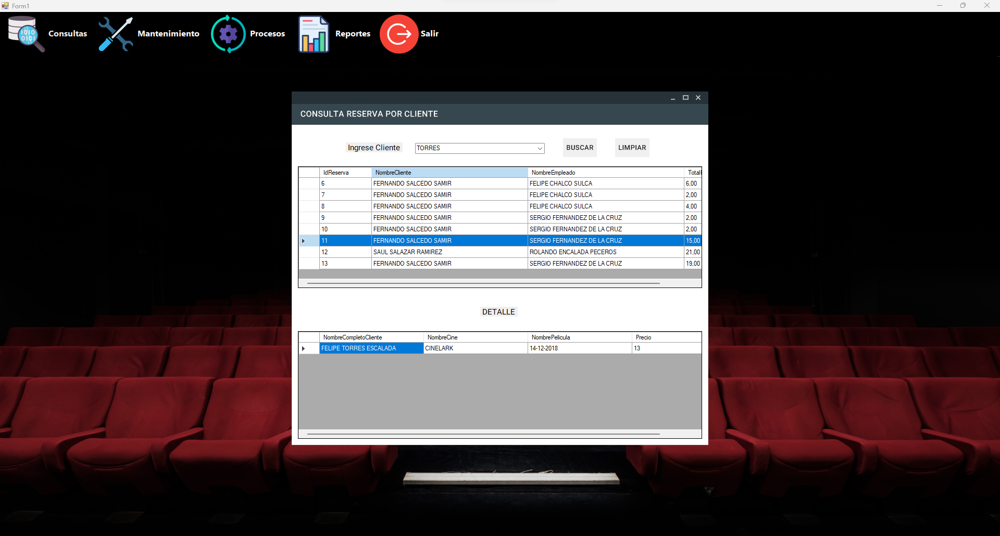 Form1
Consultas Mantenimiento Procesos Reportes Salir
CONSULTA RESERVA POR CLIENTE
Ingrese Cliente TORRES BUSCAR LIMPIAR
IdReserva NombreCliente NombreEmpleado Total
6 FERNANDO SALCEDO SAMIR FELIPE CHALCO SULCA 6,00
7 FERNANDO SALCEDO SAMIR FELIPE CHALCO SULCA 2,00
8 FERNANDO SALCEDO SAMIR FELIPE CHALCO SULCA 4,00
9 FERNANDO SALCEDO SAMIR SERGIO FERNANDEZ DE LA CRUZ 2,00
10 FERNANDO SALCEDO SAMIR SERGIO FERNANDEZ DE LA CRUZ 2,00
11 FERNANDO SALCEDO SAMIR SERGIO FERNANDEZ DE LA CRUZ 15,00
12 SAUL SALAZAR RAMIREZ ROLANDO ENCALADA PECEROS 21,00
13 FERNANDO SALCEDO SAMIR SERGIO FERNANDEZ DE LA CRUZ 19,00
DETALLE
NombreCompletoCliente NombreCine NombrePelicula Precio
FELIPE TORRES ESCALADA CINELARK 14-12-2018 13